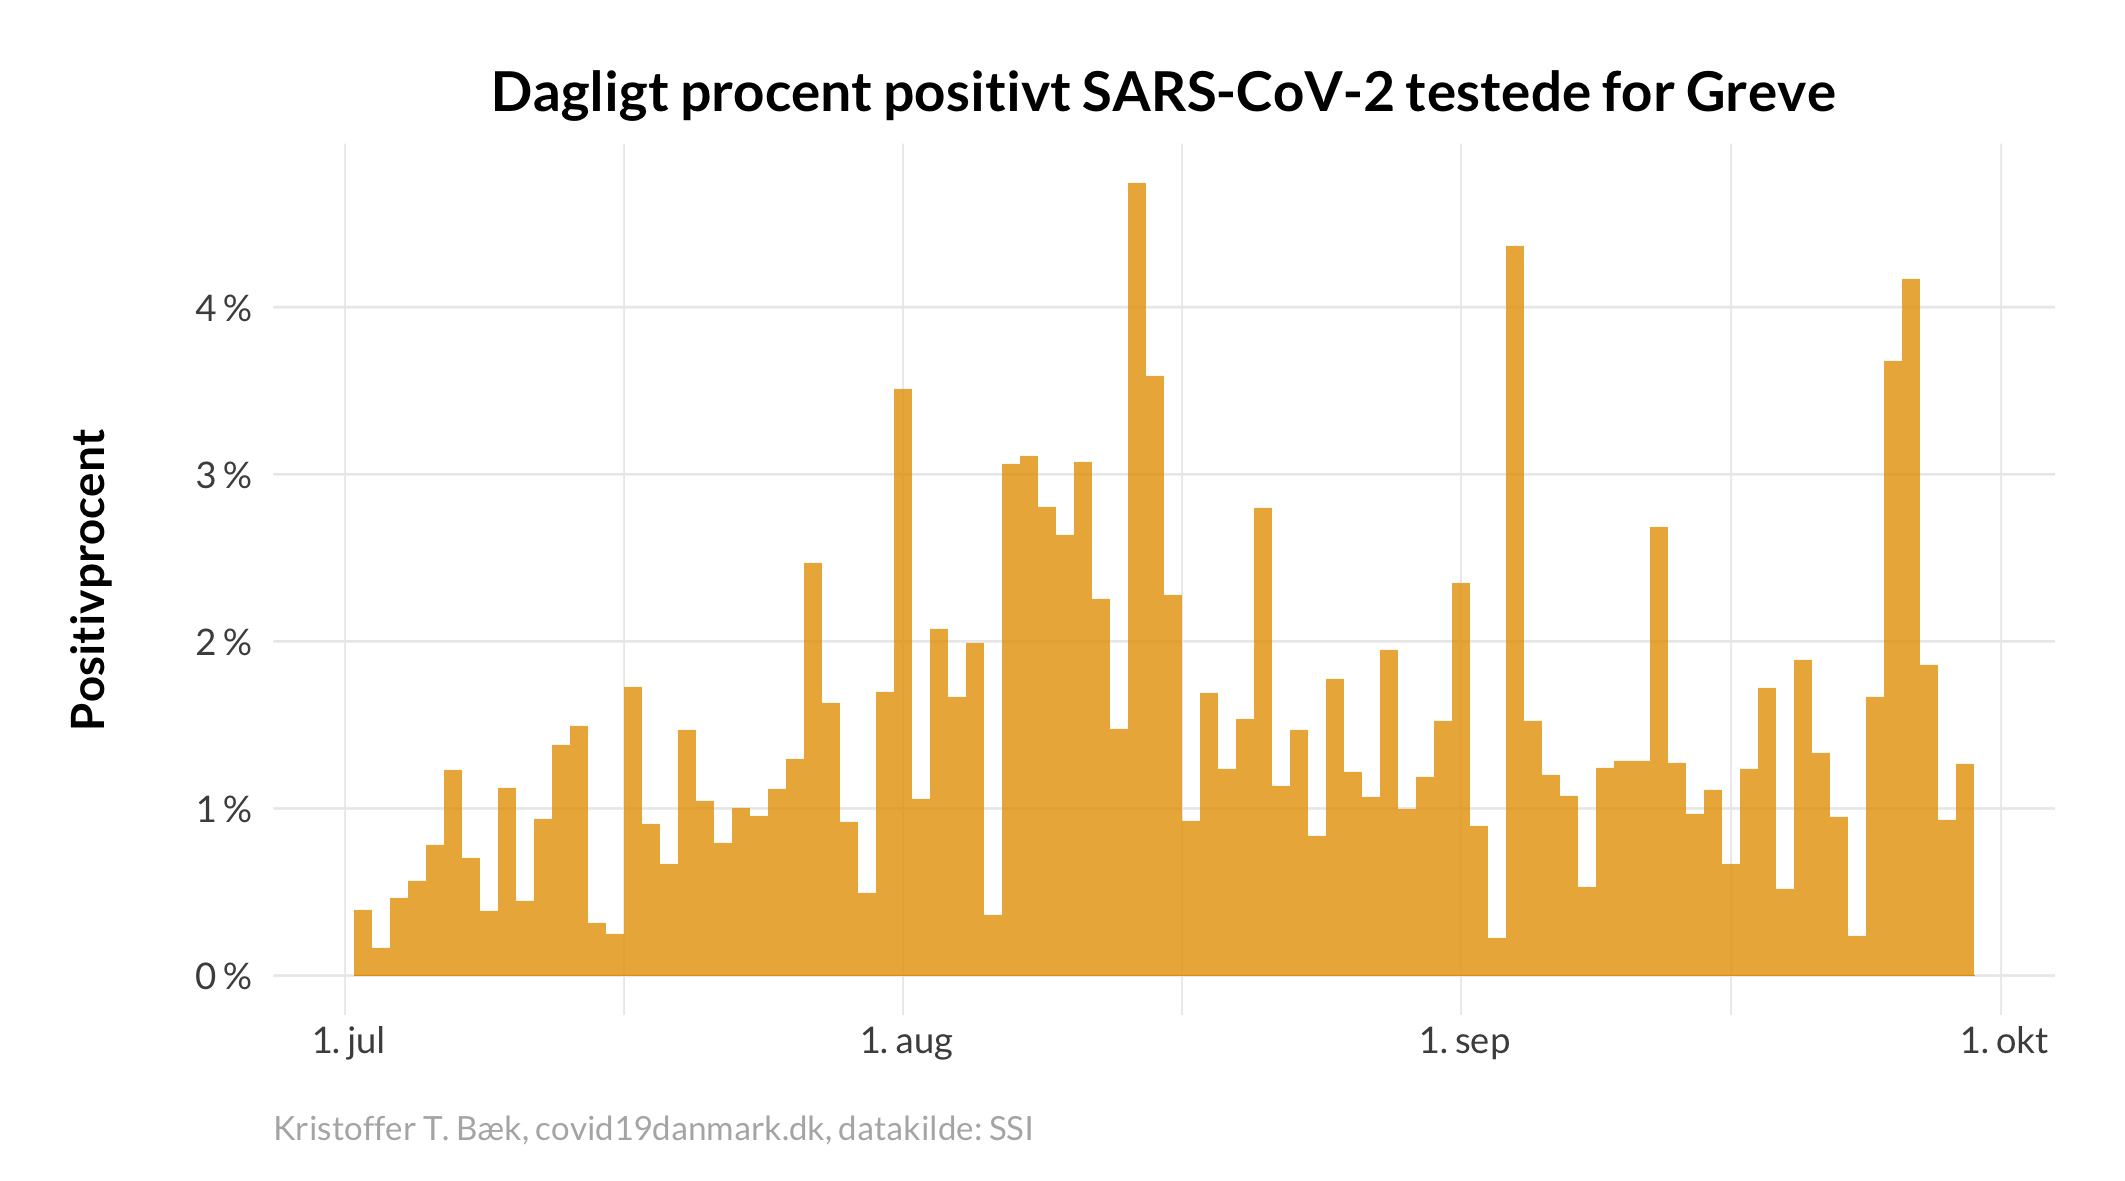 Dagligt procent positivt SARS-CoV-2 testede for Greve
Positivprocent
4 %
3 %
2 %
1 %
0 %
1. jul
1. aug
1. sep
1. okt
Kristoffer T. Bæk, covid19danmark.dk, datakilde: SSI